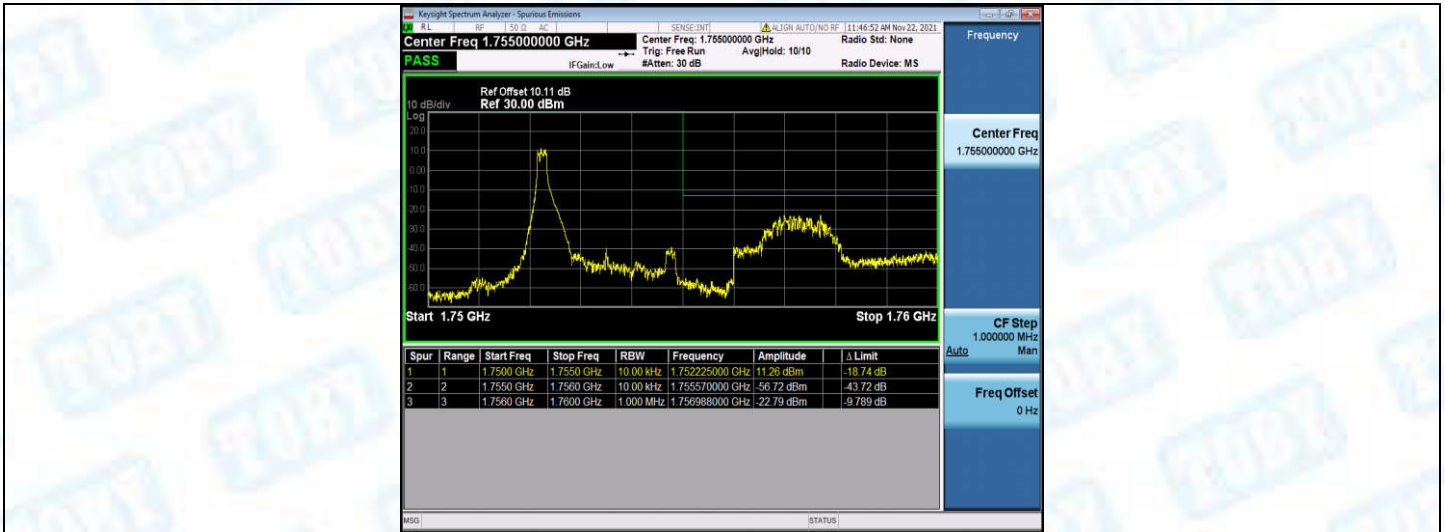 Keysight Spectrum Analyzer - Spurious Emissions
RL RF 50 Ω AC SENSE:INT ALIGN AUTO/NO RF 11:46:52 AM Nov 22, 2021
Center Freq 1.755000000 GHz
Center Freq: 1.755000000 GHz Radio Std: None
Trig: Free Run Avg|Hold: 10/10
PASS IFGain:Low #Atten: 30 dB Radio Device: MS
Ref Offset 10.11 dB
10 dB/div Ref 30.00 dBm
Log
20.0
10.0
0.00
-10.0
-20.0
-30.0
-40.0
-50.0
-60.0
Start 1.75 GHz Stop 1.76 GHz
Spur Range Start Freq Stop Freq RBW Frequency Amplitude Δ Limit
1 1 1.7500 GHz 1.7550 GHz 10.00 kHz 1.752225000 GHz 11.26 dBm -18.74 dB
2 2 1.7550 GHz 1.7560 GHz 10.00 kHz 1.755570000 GHz -56.72 dBm -43.72 dB
3 3 1.7560 GHz 1.7600 GHz 1.000 MHz 1.756988000 GHz -22.79 dBm -9.789 dB
MSG STATUS
Frequency
Center Freq
1.755000000 GHz
CF Step
1.000000 MHz
Auto Man
Freq Offset
0 Hz
TOBY